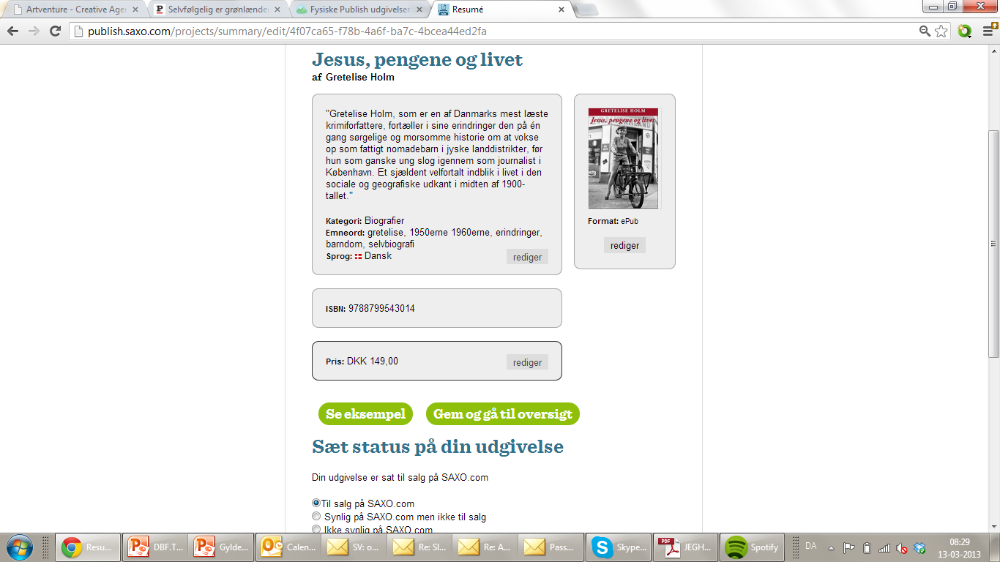 Artventure - Creative Agen
Selvfølgelig er grønlænder
Fysiske Publish udgivelser
Resumé
publish.saxo.com/projects/summary/edit/4f07ca65-f78b-4a6f-ba7c-4bcea44ed2fa
Jesus, pengene og livet
af Gretelise Holm
"Gretelise Holm, som er en af Danmarks mest læste
krimiforfattere, fortæller i sine erindringer den på én
gang sørgelige og morsomme historie om at vokse
op som fattigt nomadebarn i jyske landdistrikter, før
hun som ganske ung slog igennem som journalist i
København. Et sjældent velfortalt indblik i livet i den
sociale og geografiske udkant i midten af 1900-
tallet."
Kategori: Biografier
Emneord: gretelise, 1950erne 1960erne, erindringer,
barndom, selvbiografi
Sprog: Dansk
rediger
GRETELISE HOLM
Jesus, pengene og livet
Format: ePub
rediger
ISBN: 9788799543014
Pris: DKK 149,00
rediger
Se eksempel
Gem og gå til oversigt
Sæt status på din udgivelse
Din udgivelse er sat til salg på SAXO.com
Til salg på SAXO.com
Synlig på SAXO.com men ikke til salg
Ikke synlig på SAXO.com
Resu...
DBF.T...
Gylde...
Calen...
SV: o...
Re: Sl...
Re: A...
Pass...
Skype...
PDF
JEGH...
Spotify
DA
08:29
13-03-2013